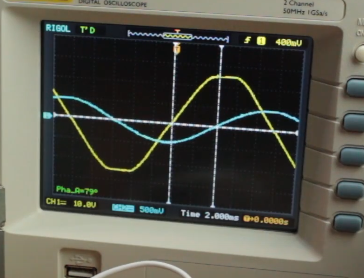 DIGITAL OSCILLOSCOPE
2 Channel
50MHz 1GSa/s
RIGOL T'D
1 400mV
Pha_A=79°
CH1= 10.0V 500mV Time 2.000ms +0.0000s